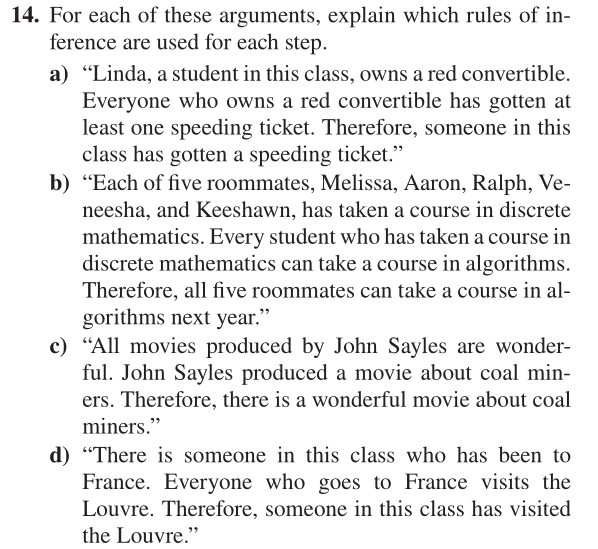 14. For each of these arguments, explain which rules of in-
ference are used for each step.
a) “Linda, a student in this class, owns a red convertible.
Everyone who owns a red convertible has gotten at
least one speeding ticket. Therefore, someone in this
class has gotten a speeding ticket.”
b) “Each of five roommates, Melissa, Aaron, Ralph, Ve-
neesha, and Keeshawn, has taken a course in discrete
mathematics. Every student who has taken a course in
discrete mathematics can take a course in algorithms.
Therefore, all five roommates can take a course in al-
gorithms next year.”
c) “All movies produced by John Sayles are wonder-
ful. John Sayles produced a movie about coal min-
ers. Therefore, there is a wonderful movie about coal
miners.”
d) “There is someone in this class who has been to
France. Everyone who goes to France visits the
Louvre. Therefore, someone in this class has visited
the Louvre.”